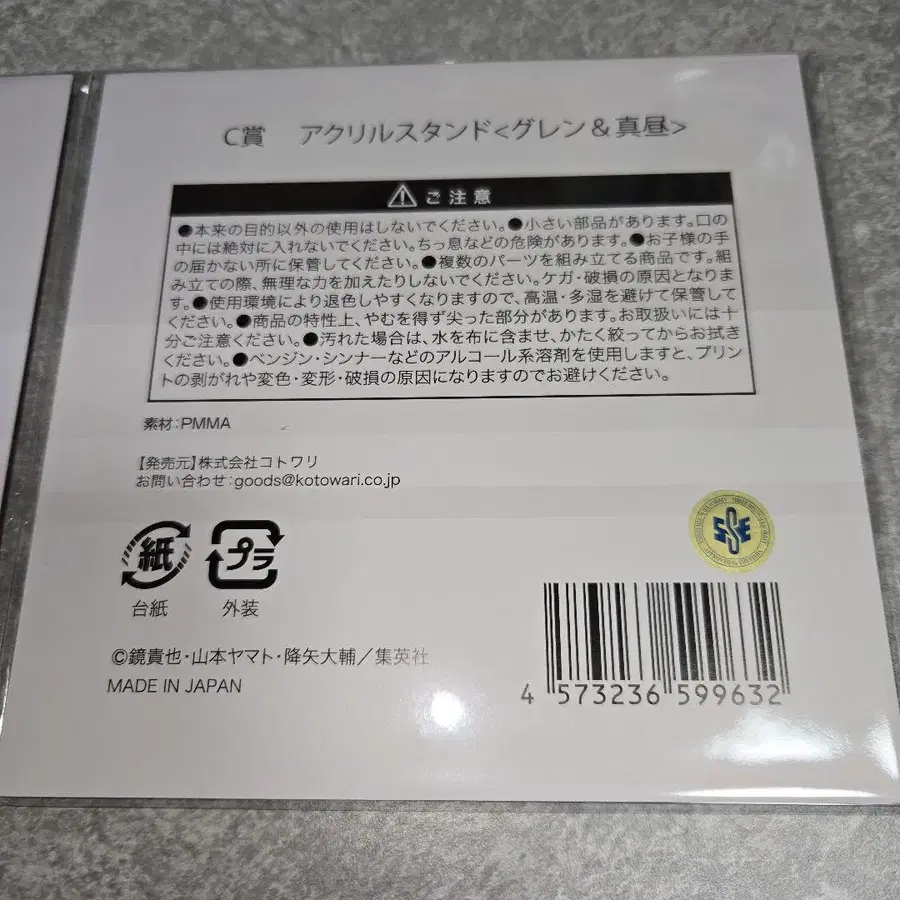 C賞　アクリルスタンド<グレン&真昼>
ご注意
●本来の目的以外の使用はしないでください。●小さい部品があります。口の
中には絶対に入れないでください。ちっ息などの危険があります。●お子様の手
の届かない所に保管してください。●複数のパーツを組み立てる商品です。組
み立ての際、無理な力を加えたりしないでください。ケガ・破損の原因となりま
す。●使用環境により退色しやすくなりますので、高温・多湿を避けて保管して
ください。●商品の特性上、やむを得ず尖った部分があります。お取扱いには十
分ご注意ください。●汚れた場合は、水を布に含ませ、かたく絞ってからお拭き
ください。●ベンジン・シンナーなどのアルコール系溶剤を使用しますと、プリン
トの剥がれや変色・変形・破損の原因になりますのでお避けください。
素材:PMMA
【発売元】株式会社コトワリ
お問い合わせ:goods@kotowari.co.jp
紙
プラ
台紙
外装
SSE
©鏡貴也・山本ヤマト・降矢大輔／集英社
MADE IN JAPAN
4 573236 599632